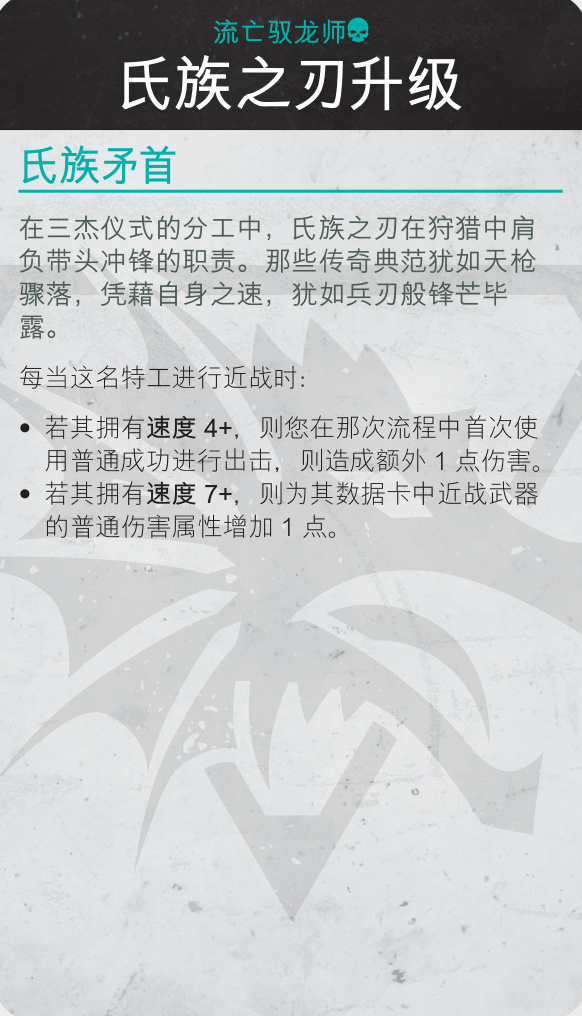 流亡驭龙师
氏族之刃升级
氏族矛首
在三杰仪式的分工中，氏族之刃在狩猎中肩
负带头冲锋的职责。那些传奇典范犹如天枪
骤落，凭藉自身之速，犹如兵刃般锋芒毕
露。
每当这名特工进行近战时：
• 若其拥有速度 4+，则您在那次流程中首次使
用普通成功进行出击，则造成额外 1 点伤害。
• 若其拥有速度 7+，则为其数据卡中近战武器
的普通伤害属性增加 1 点。